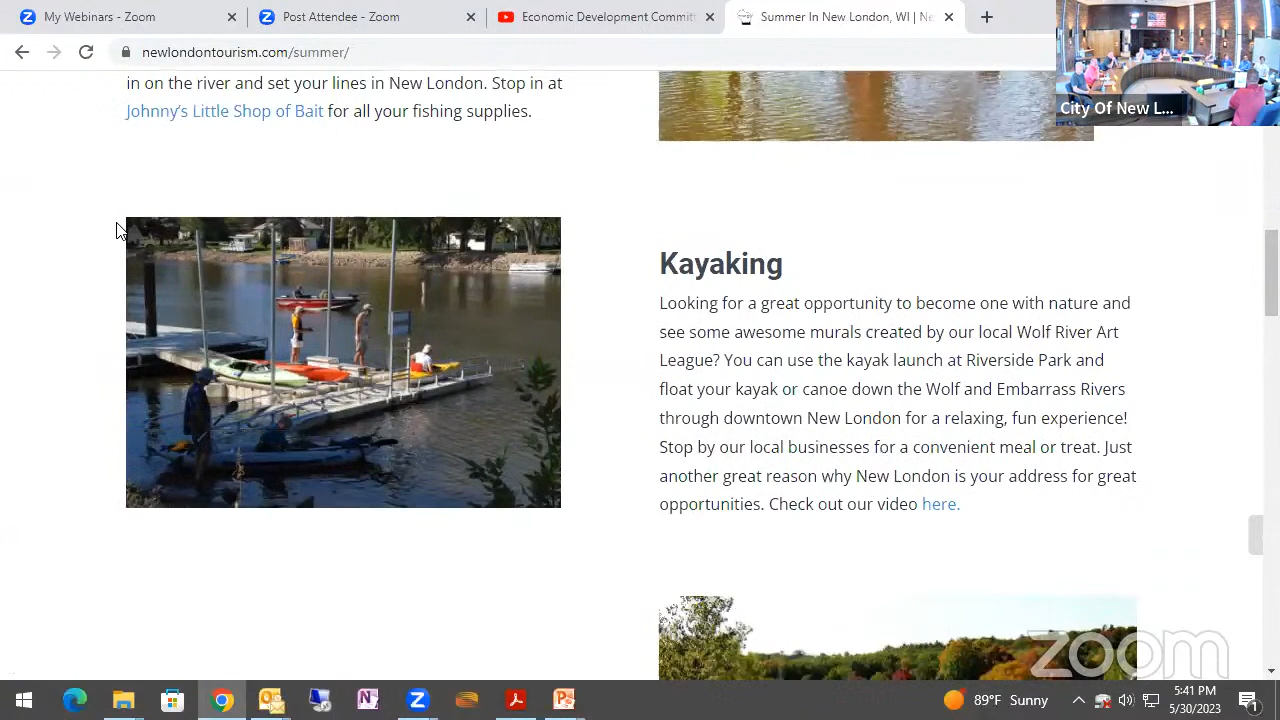 My Webinars - Zoom
Post Attendee - Zoom
Economic Development Committ
Summer In New London, WI | Ne
newlondontourism.com/summer/
City Of New L...
in on the river and set your lines in New London. Stop in at
Johnny's Little Shop of Bait for all your fishing supplies.
Kayaking
Looking for a great opportunity to become one with nature and
see some awesome murals created by our local Wolf River Art
League? You can use the kayak launch at Riverside Park and
float your kayak or canoe down the Wolf and Embarrass Rivers
through downtown New London for a relaxing, fun experience!
Stop by our local businesses for a convenient meal or treat. Just
another great reason why New London is your address for great
opportunities. Check out our video here.
zoom
89°F Sunny
5:41 PM
5/30/2023
1